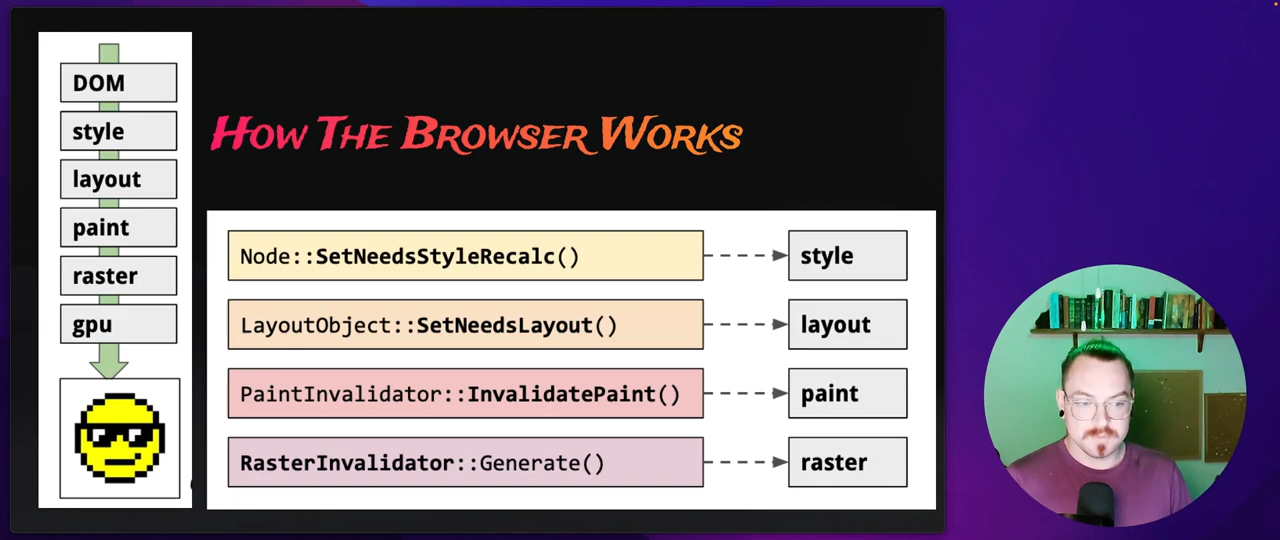 DOM
style
layout
paint
raster
gpu
How The Browser Works
Node::SetNeedsStyleRecalc()
style
LayoutObject::SetNeedsLayout()
layout
PaintInvalidator::InvalidatePaint()
paint
RasterInvalidator::Generate()
raster